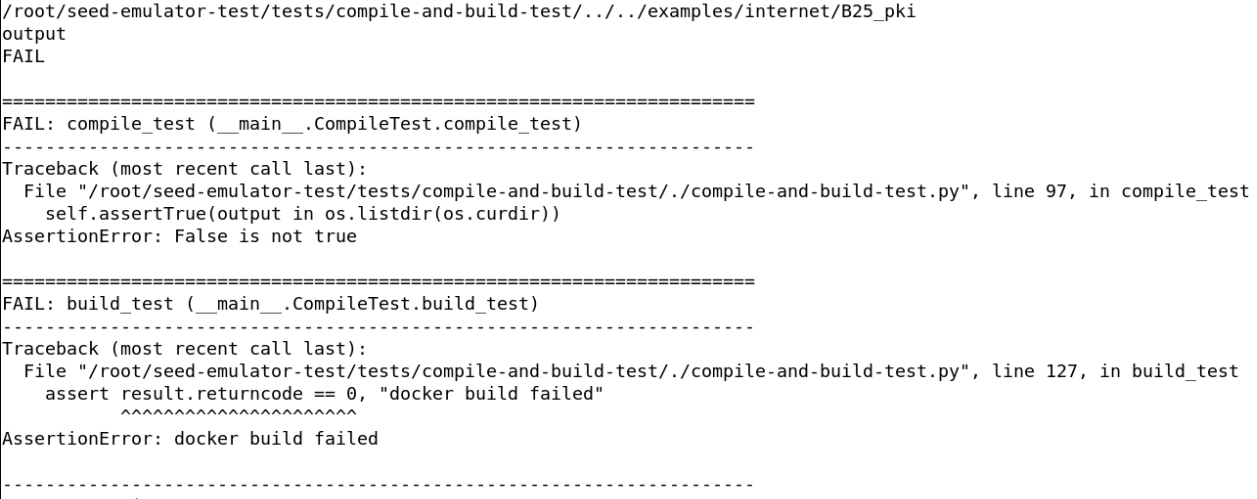 /root/seed-emulator-test/tests/compile-and-build-test/../../examples/internet/B25_pki
output
FAIL
======================================================================
FAIL: compile_test (__main__.CompileTest.compile_test)
----------------------------------------------------------------------
Traceback (most recent call last):
  File "/root/seed-emulator-test/tests/compile-and-build-test/./compile-and-build-test.py", line 97, in compile_test
    self.assertTrue(output in os.listdir(os.curdir))
AssertionError: False is not true
======================================================================
FAIL: build_test (__main__.CompileTest.build_test)
----------------------------------------------------------------------
Traceback (most recent call last):
  File "/root/seed-emulator-test/tests/compile-and-build-test/./compile-and-build-test.py", line 127, in build_test
    assert result.returncode == 0, "docker build failed"
           ^^^^^^^^^^^^^^^^^^^^^^
AssertionError: docker build failed
----------------------------------------------------------------------